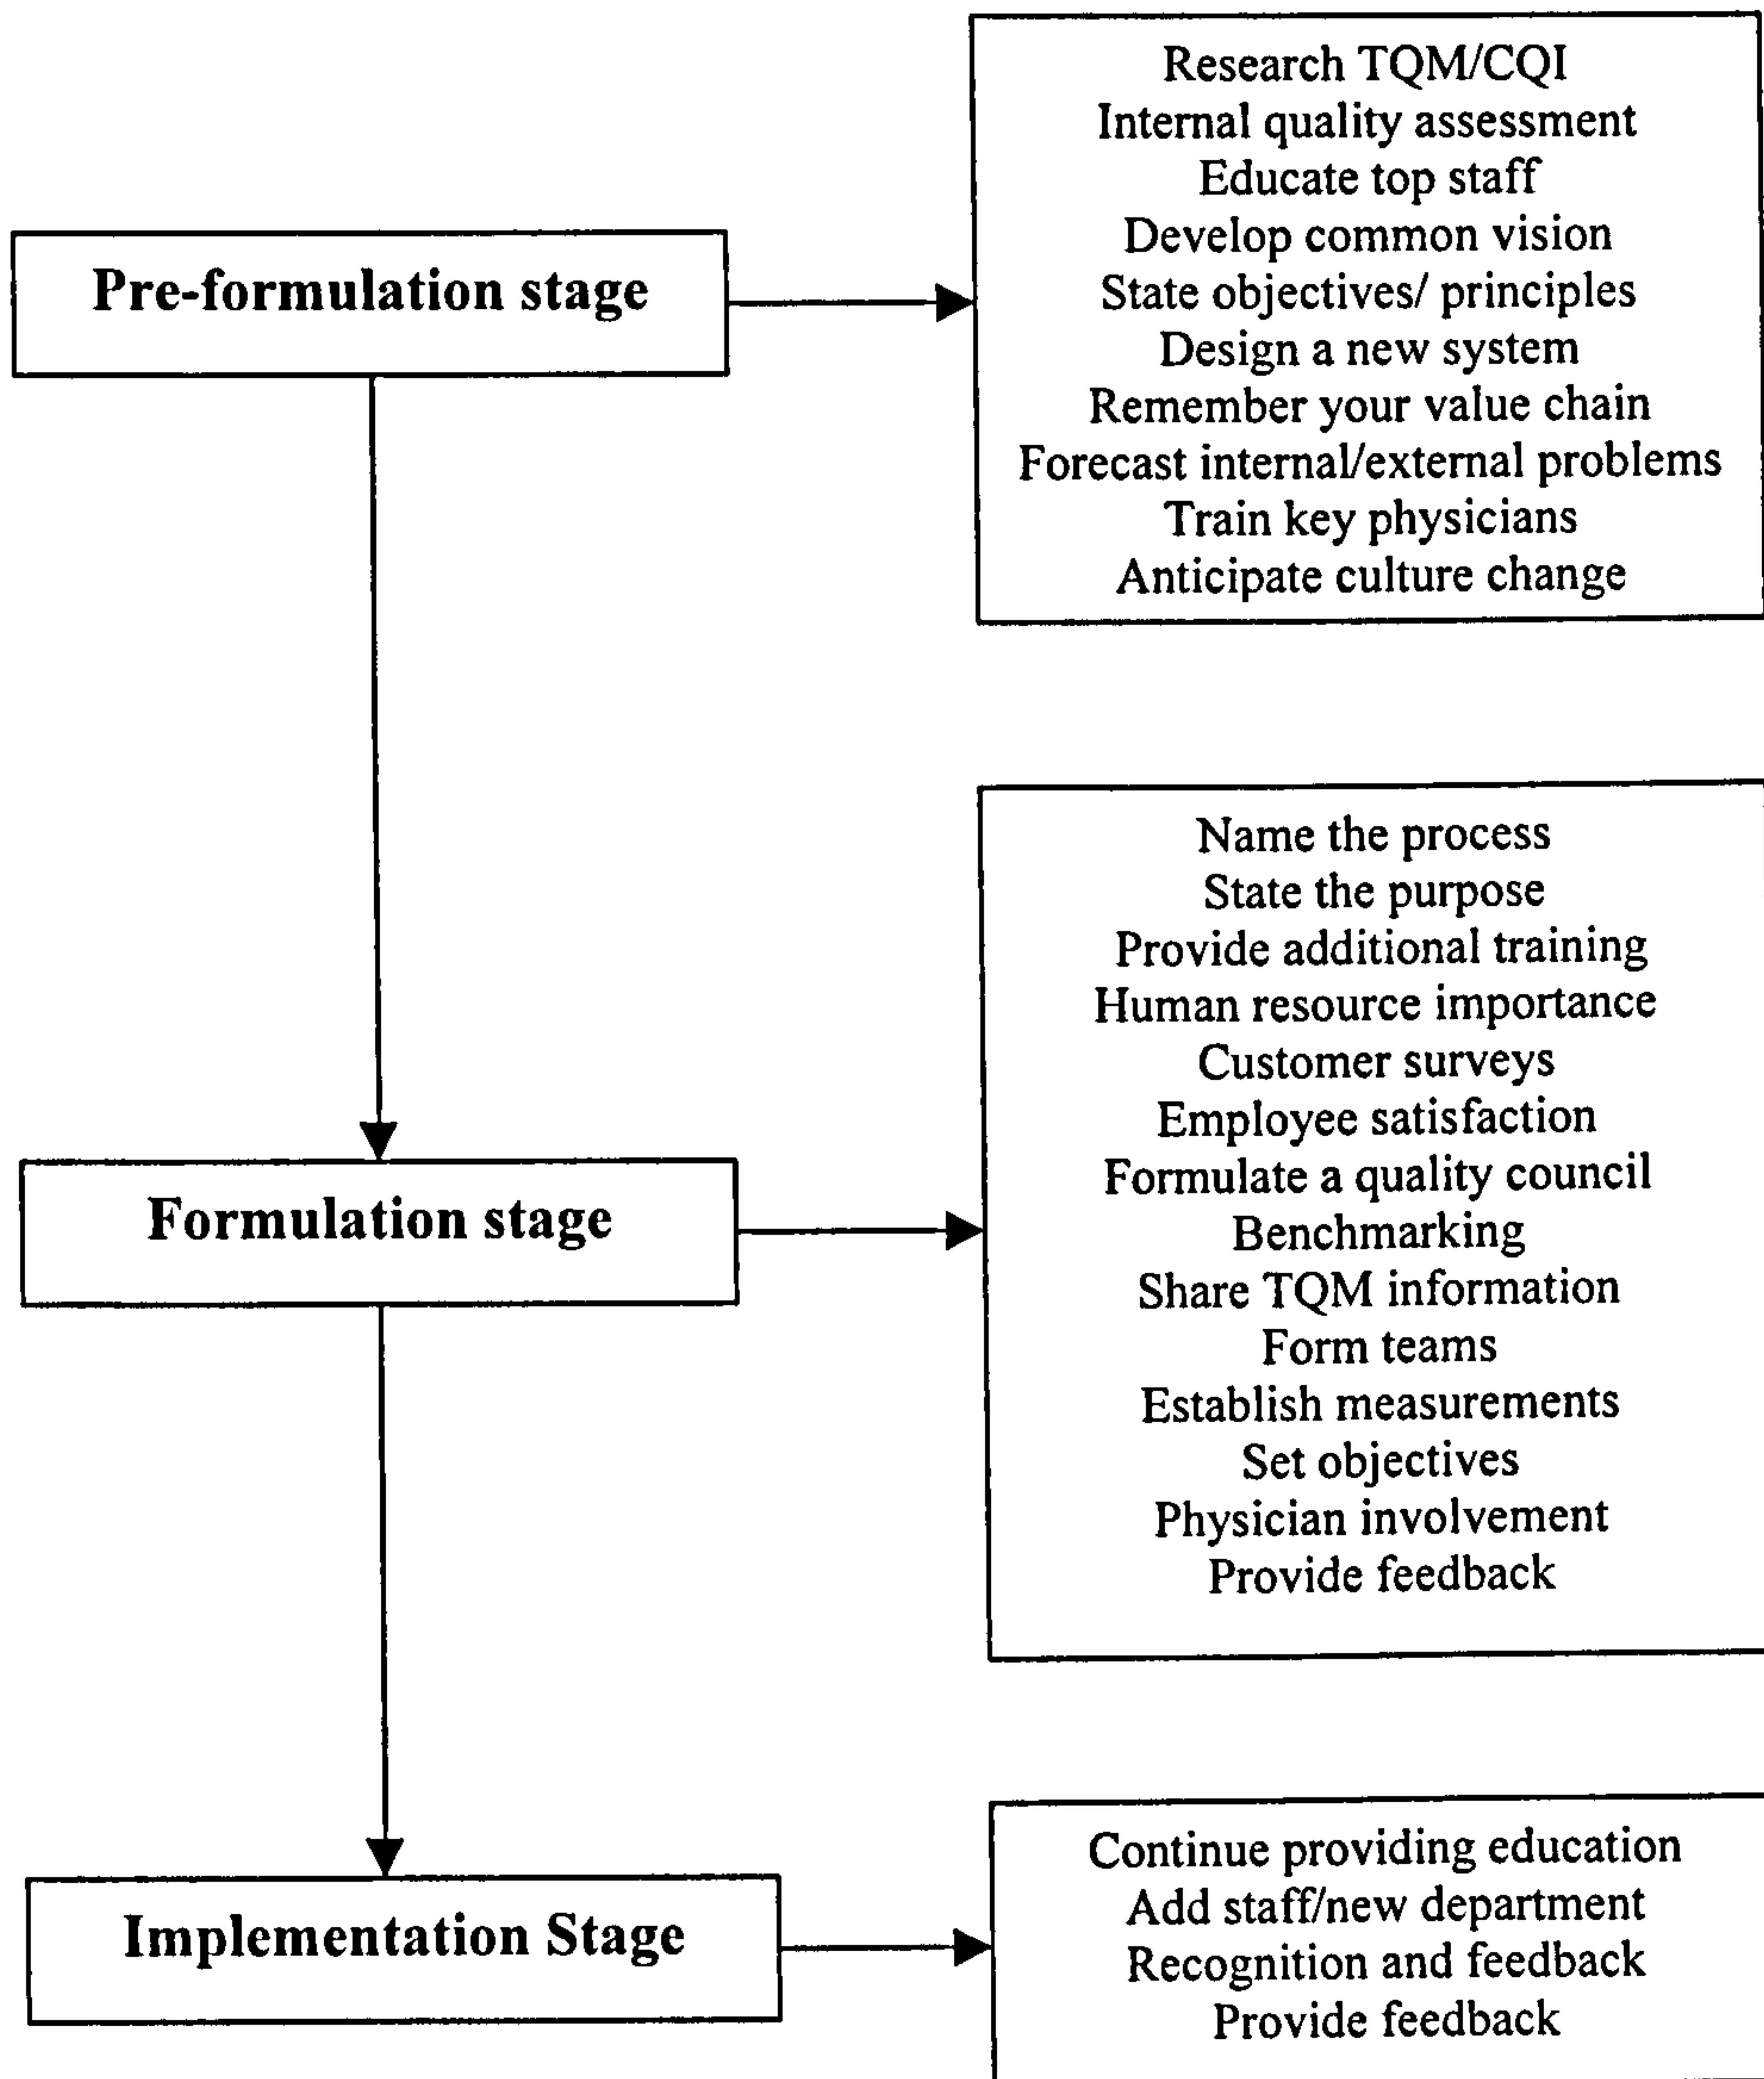 Research TQM/CQI
Internal quality assessment
Educate top staff
Develop common vision
State objectives/ principles
Design a new system
Remember your value chain
Forecast internal/external problems
Train key physicians
Anticipate culture change
Pre-formulation stage
Name the process
State the purpose
Provide additional training
Human resource importance
Customer surveys
Employee satisfaction
Formulate a quality council
Benchmarking
Share TQM information
Form teams
Establish measurements
Set objectives
Physician involvement
Provide feedback
Formulation stage
Continue providing education
Add staff/new department
Recognition and feedback
Provide feedback
Implementation Stage